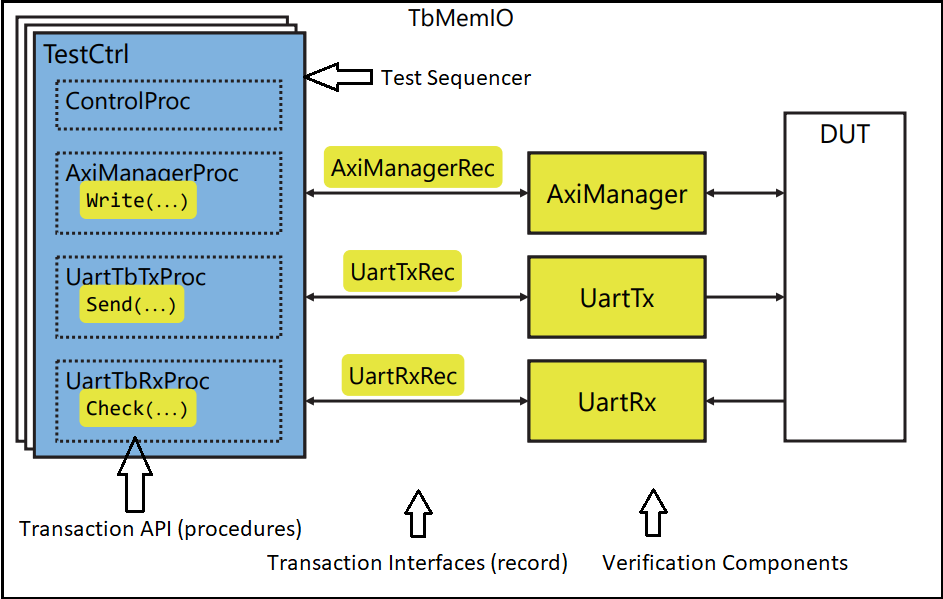 TbMemIO
TestCtrl
Test Sequencer
ControlProc
DUT
AxiManagerProc
Write(...)
AxiManagerRec
AxiManager
UartTbTxProc
Send(...)
UartTxRec
UartTx
UartTbRxProc
Check(...)
UartRxRec
UartRx
Transaction API (procedures)
Transaction Interfaces (record)
Verification Components